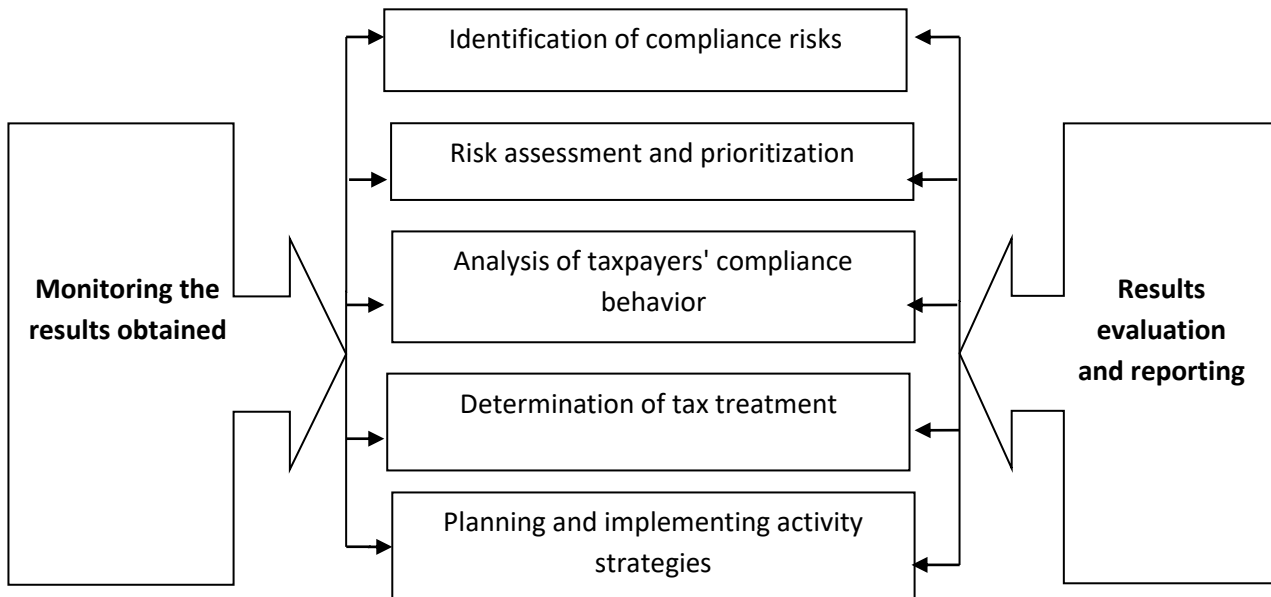 Identification of compliance risks
Risk assessment and prioritization
Analysis of taxpayers' compliance
behavior
Determination of tax treatment
Planning and implementing activity
strategies
Monitoring the
results obtained
Results
evaluation
and reporting